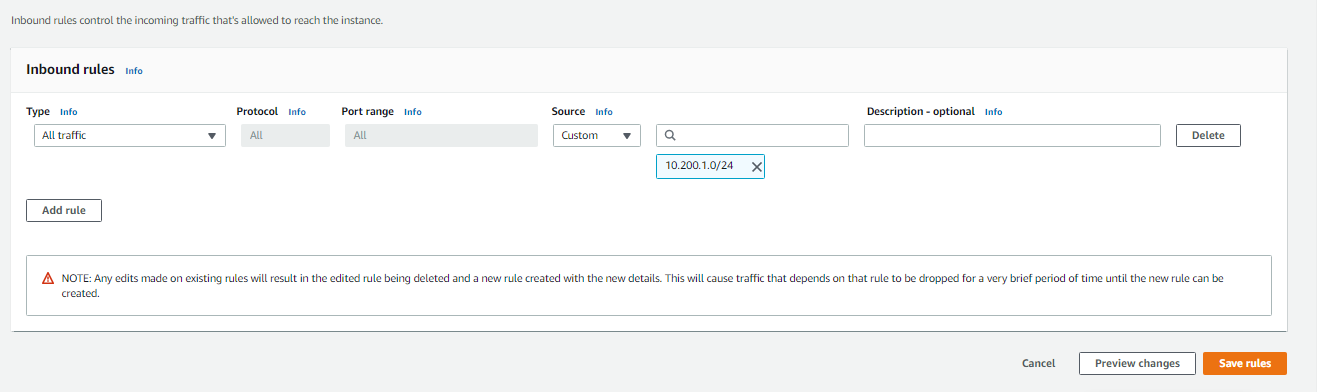 Inbound rules control the incoming traffic that's allowed to reach the instance.
Inbound rules Info
Type Info Protocol Info Port range Info Source Info Description - optional Info
All traffic All All Custom Delete
10.200.1.0/24
Add rule
NOTE: Any edits made on existing rules will result in the edited rule being deleted and a new rule created with the new details. This will cause traffic that depends on that rule to be dropped for a very brief period of time until the new rule can be
created.
Cancel Preview changes Save rules